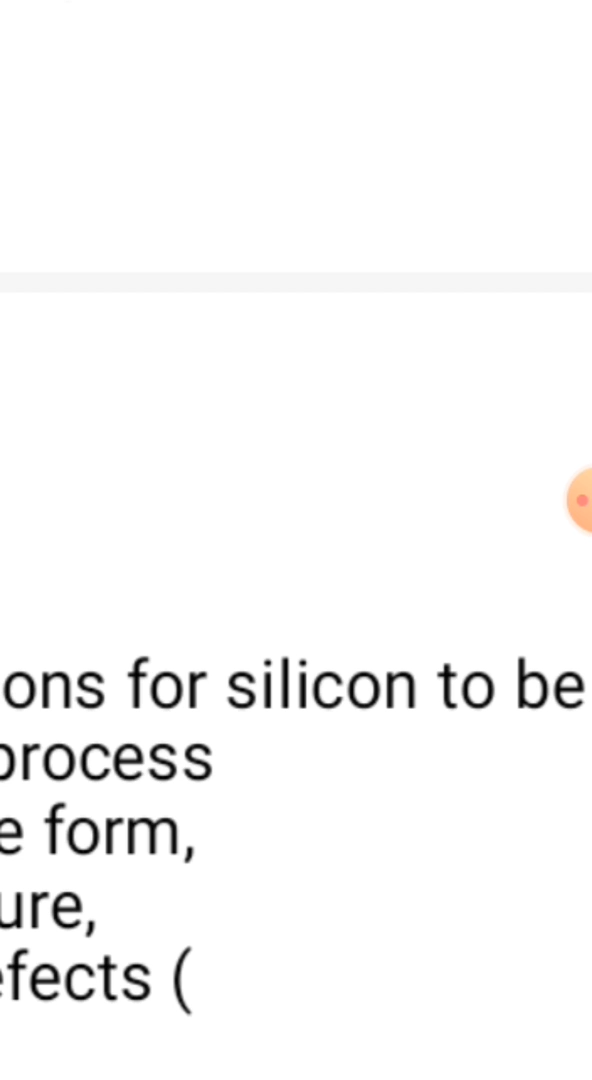 ons for silicon to be
process
e form,
ure,
efects (